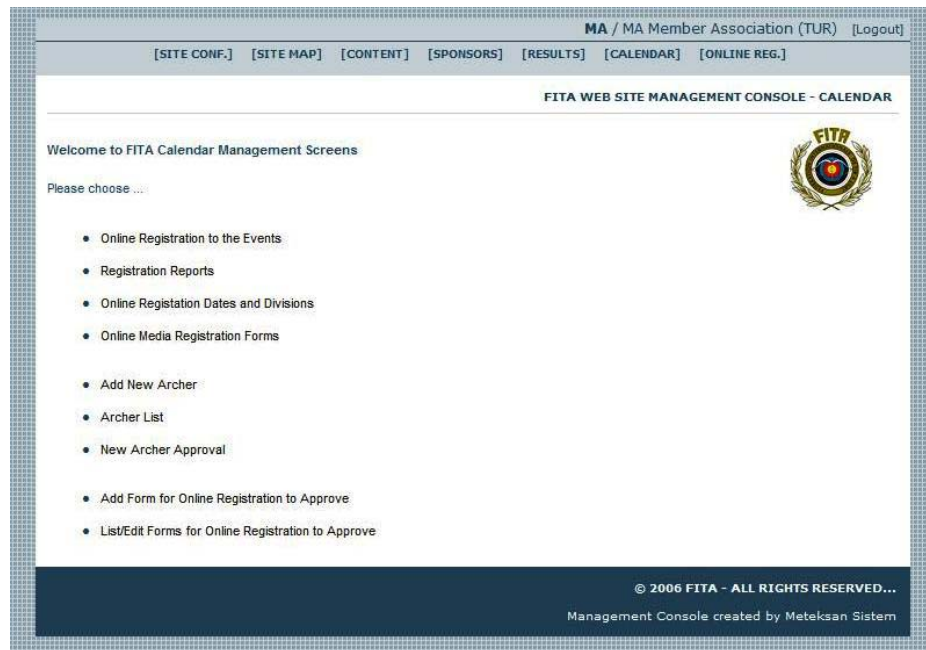 MA / MA Member Association (TUR) [Logout]
[SITE CONF.] [SITE MAP] [CONTENT] [SPONSORS] [RESULTS] [CALENDAR] [ONLINE REG.]
FITA WEB SITE MANAGEMENT CONSOLE - CALENDAR
FITA
Welcome to FITA Calendar Management Screens
Please choose ...
Online Registration to the Events
Registration Reports
Online Registation Dates and Divisions
Online Media Registration Forms
Add New Archer
Archer List
New Archer Approval
Add Form for Online Registration to Approve
List/Edit Forms for Online Registration to Approve
© 2006 FITA - ALL RIGHTS RESERVED...
Management Console created by Meteksan Sistem